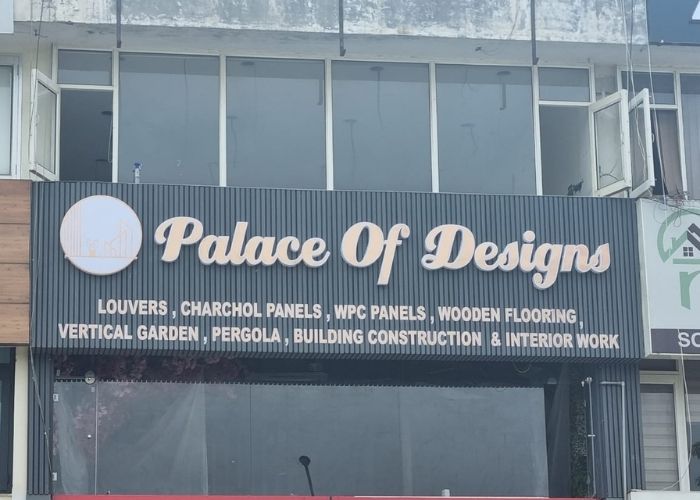 Palace Of Designs
LOUVERS , CHARCHOL PANELS , WPC PANELS , WOODEN FLOORING ,
VERTICAL GARDEN , PERGOLA , BUILDING CONSTRUCTION & INTERIOR WORK